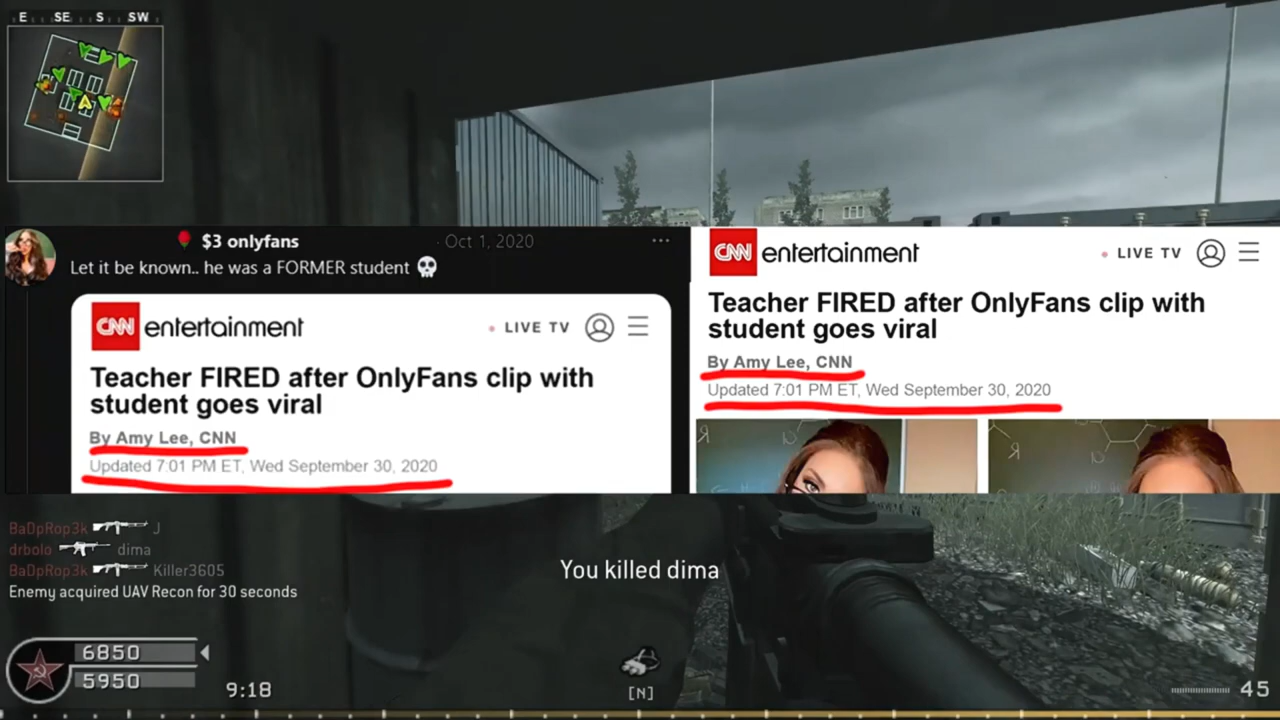 E SE S SW
$3 onlyfans · Oct 1, 2020 ...
Let it be known.. he was a FORMER student 💀
CNN entertainment • LIVE TV
Teacher FIRED after OnlyFans clip with
student goes viral
By Amy Lee, CNN
Updated 7:01 PM ET, Wed September 30, 2020
CNN entertainment • LIVE TV
Teacher FIRED after OnlyFans clip with
student goes viral
By Amy Lee, CNN
Updated 7:01 PM ET, Wed September 30, 2020
BaDpRop3k J
drbolo dima
BaDpRop3k Killer3605
Enemy acquired UAV Recon for 30 seconds
You killed dima
6850
5950
9:18
[N]
45